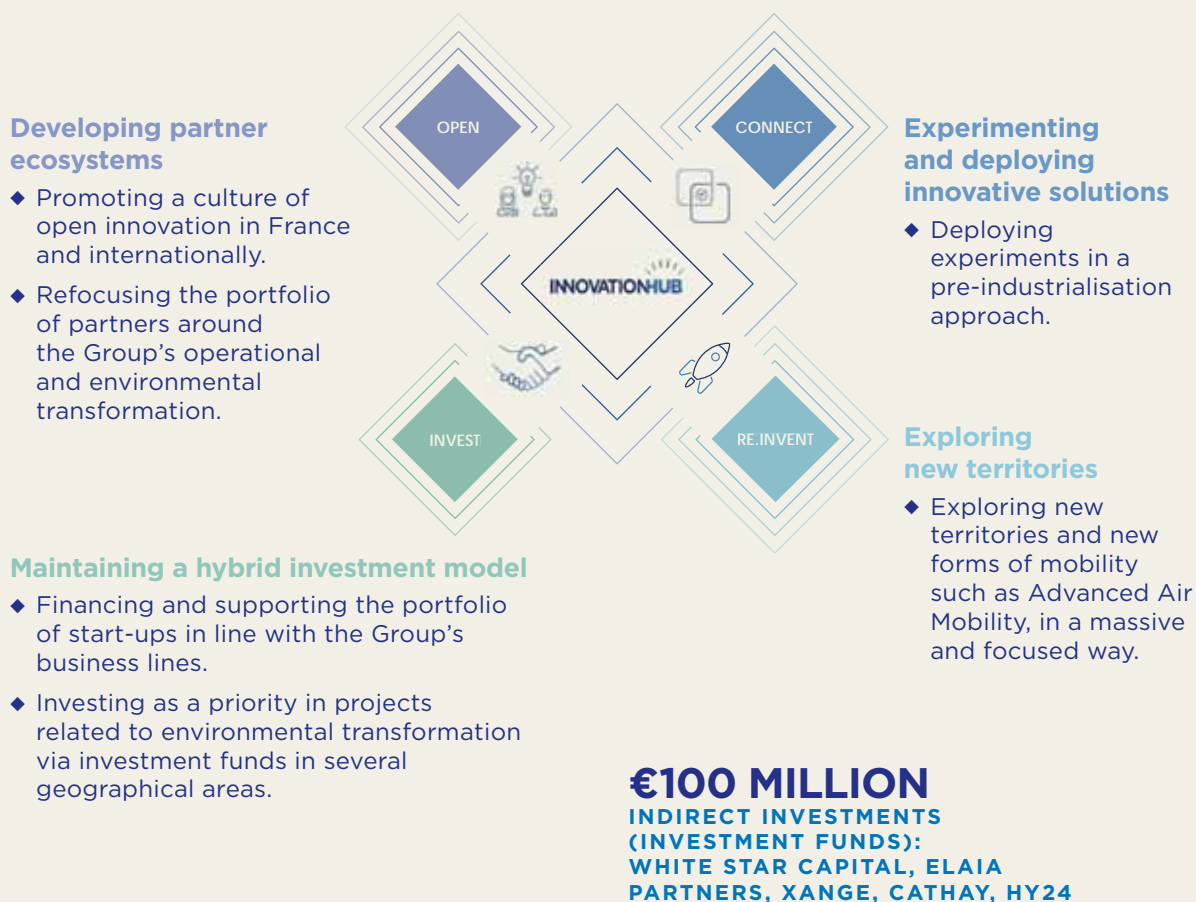 OPEN
CONNECT
Developing partner
ecosystems
◆ Promoting a culture of
open innovation in France
and internationally.
◆ Refocusing the portfolio
of partners around
the Group's operational
and environmental
transformation.
INNOVATIONHUB
Experimenting
and deploying
innovative solutions
◆ Deploying
experiments in a
pre-industrialisation
approach.
INVEST
RE.INVENT
Exploring
new territories
◆ Exploring new
territories and new
forms of mobility
such as Advanced Air
Mobility, in a massive
and focused way.
Maintaining a hybrid investment model
◆ Financing and supporting the portfolio
of start-ups in line with the Group's
business lines.
◆ Investing as a priority in projects
related to environmental transformation
via investment funds in several
geographical areas.
€100 MILLION
INDIRECT INVESTMENTS
(INVESTMENT FUNDS):
WHITE STAR CAPITAL, ELAIA
PARTNERS, XANGE, CATHAY, HY24